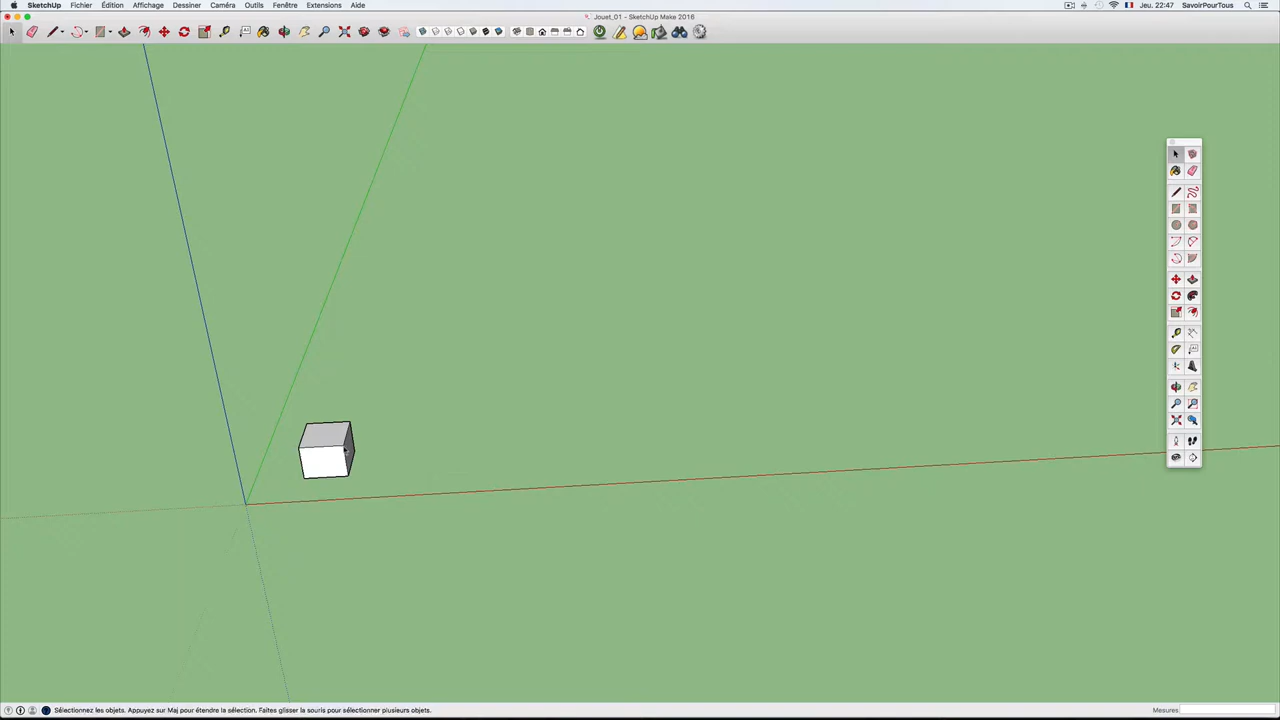 SketchUp Fichier Édition Affichage Dessiner Caméra Outils Fenêtre Extensions Aide Jeu. 22:47 SavoirPourTous
Jouet_01 - SketchUp Make 2016
Sélectionnez les objets. Appuyez sur Maj pour étendre la sélection. Faites glisser la souris pour sélectionner plusieurs objets. Mesures